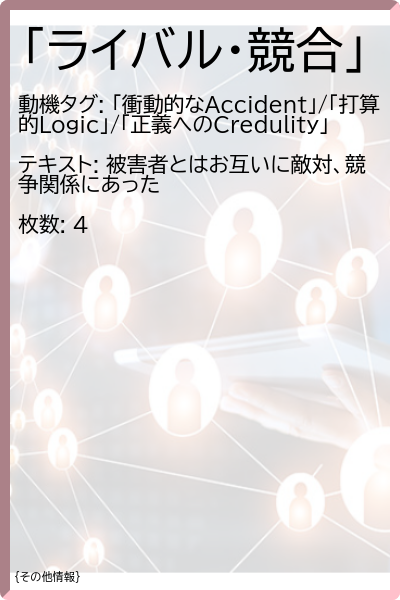 「ライバル・競合」
動機タグ: 「衝動的なAccident」/「打算
的Logic」/「正義へのCredulity」
テキスト: 被害者とはお互いに敵対、競
争関係にあった
枚数: 4
{その他情報}